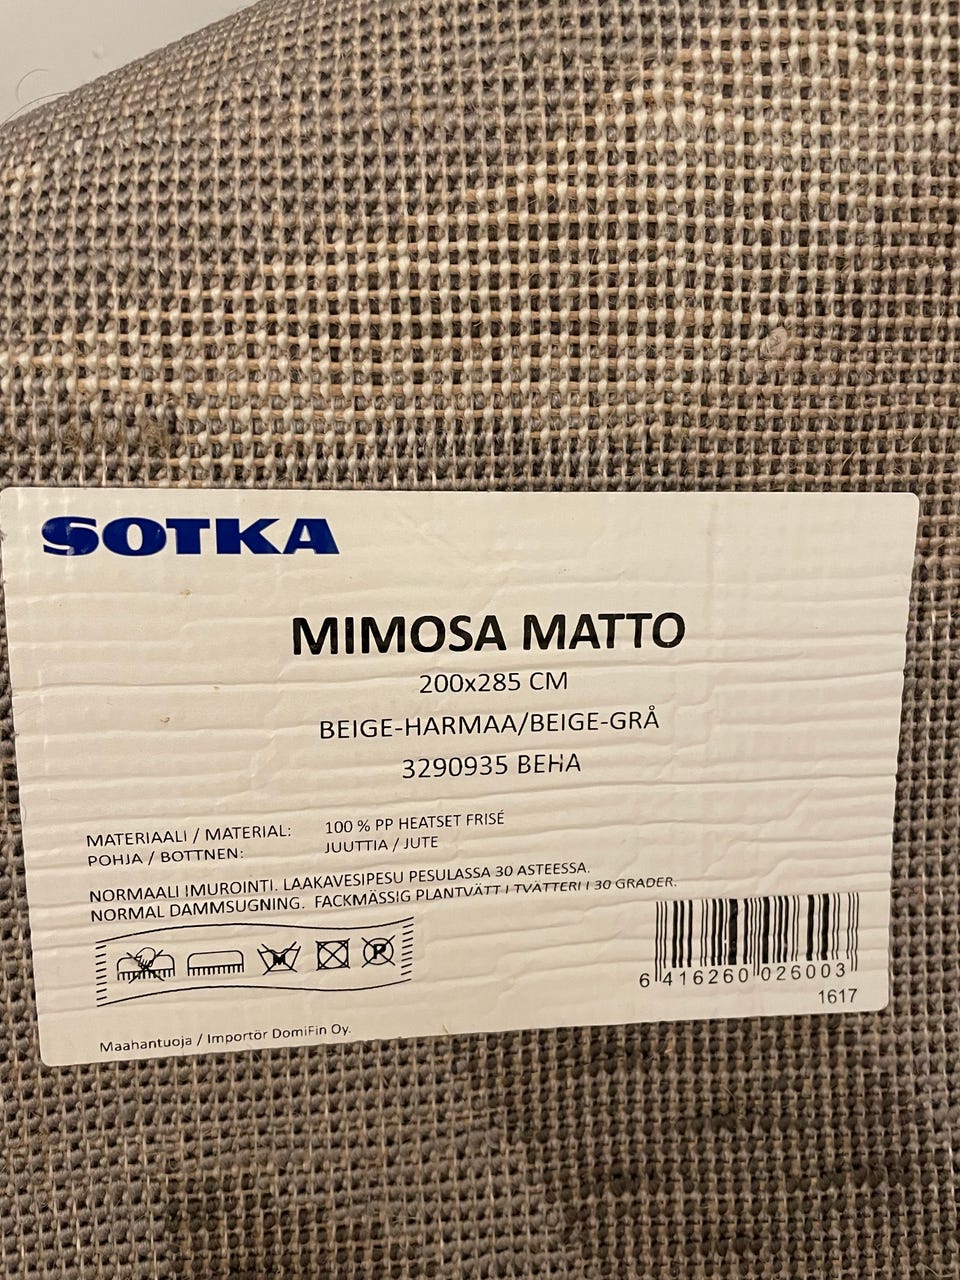 SOTKA
MIMOSA MATTO
200x285 CM
BEIGE-HARMAA/BEIGE-GRÅ
3290935 BEHA
MATERIAALI / MATERIAL: 100 % PP HEATSET FRISÉ
POHJA / BOTTNEN: JUUTTIA / JUTE
NORMAALI IMUROINTI. LAAKAVESIPESU PESULASSA 30 ASTEESSA.
NORMAL DAMMSUGNING. FACKMÄSSIG PLANTVÄTT I TVÄTTERI I 30 GRADER.
M P
6 416260 026003
1617
Maahantuoja / Importör DomiFin Oy.